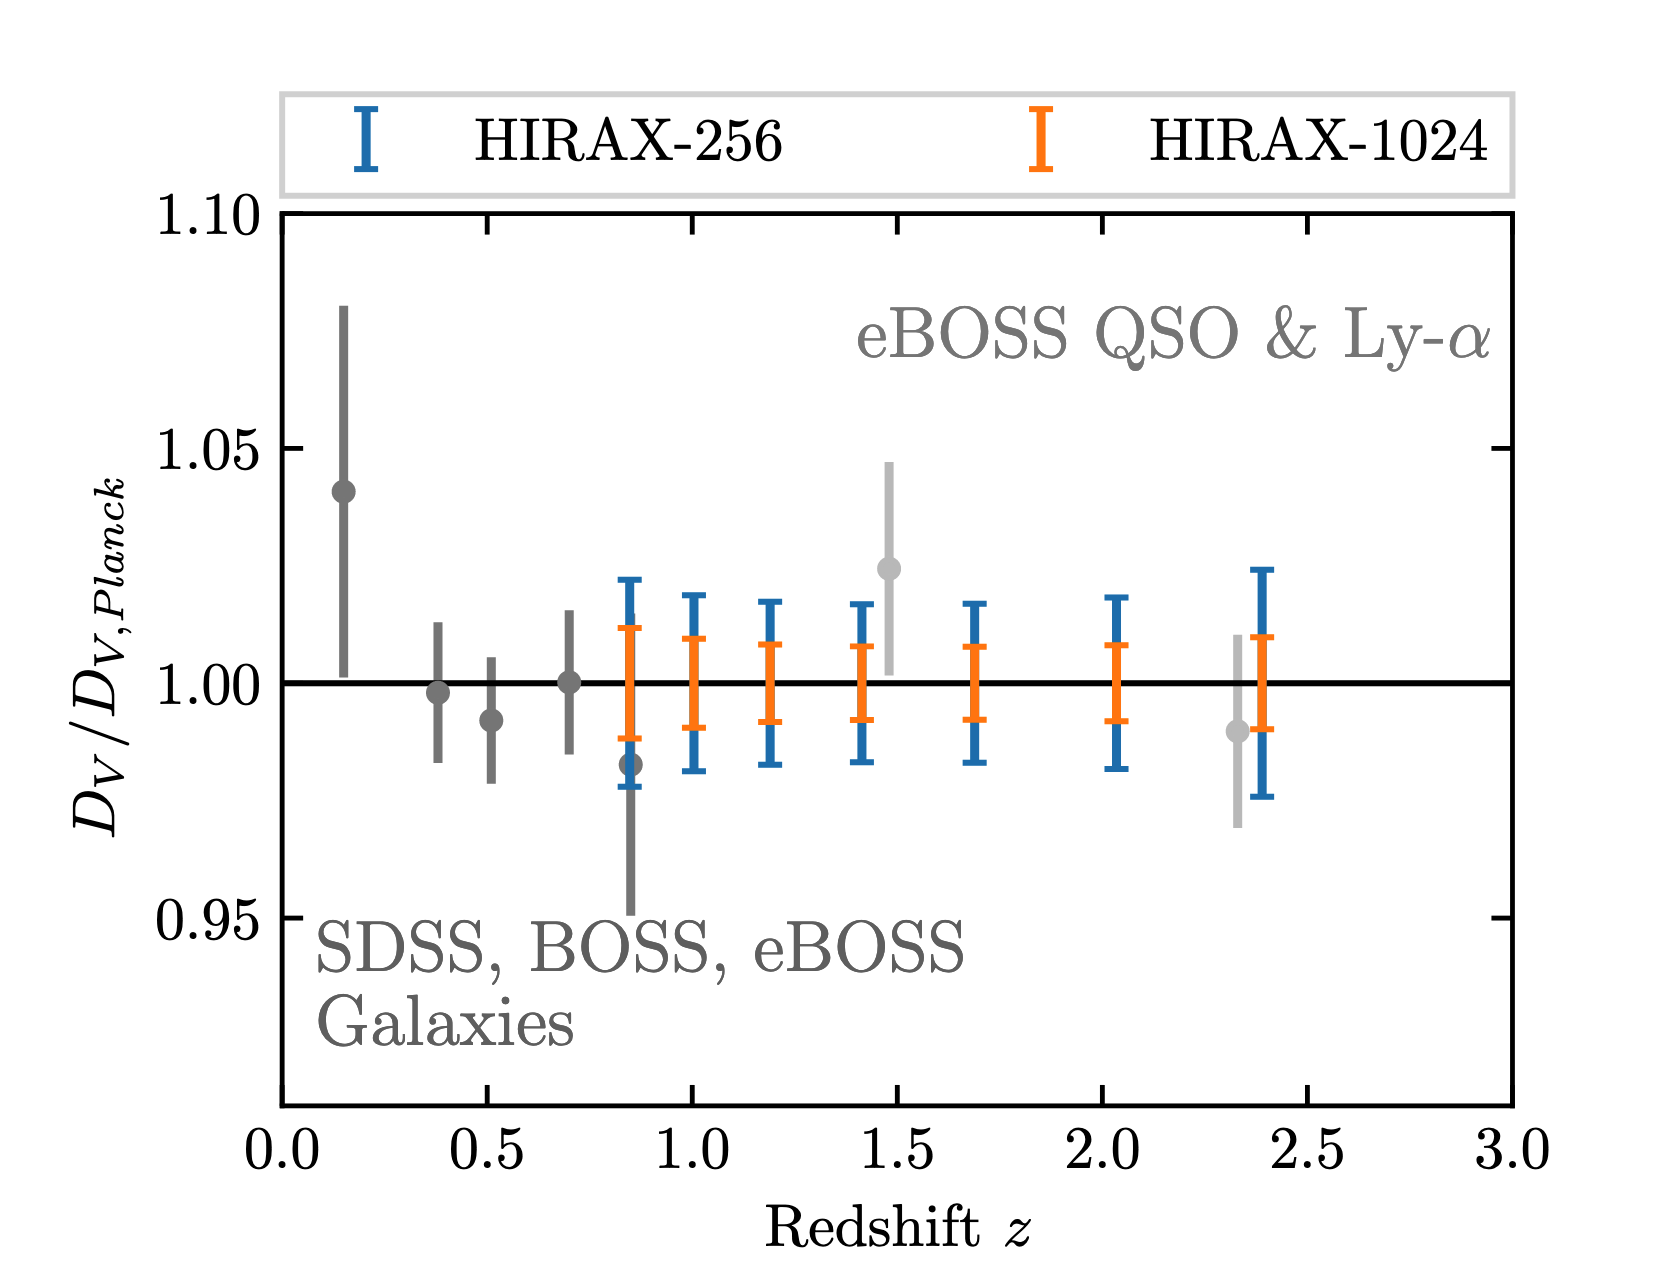 HIRAX-256 HIRAX-1024
1.10
eBOSS QSO & Ly-α
1.05
D_V/D_{V,Planck}
1.00
0.95
SDSS, BOSS, eBOSS
Galaxies
0.0 0.5 1.0 1.5 2.0 2.5 3.0
Redshift z